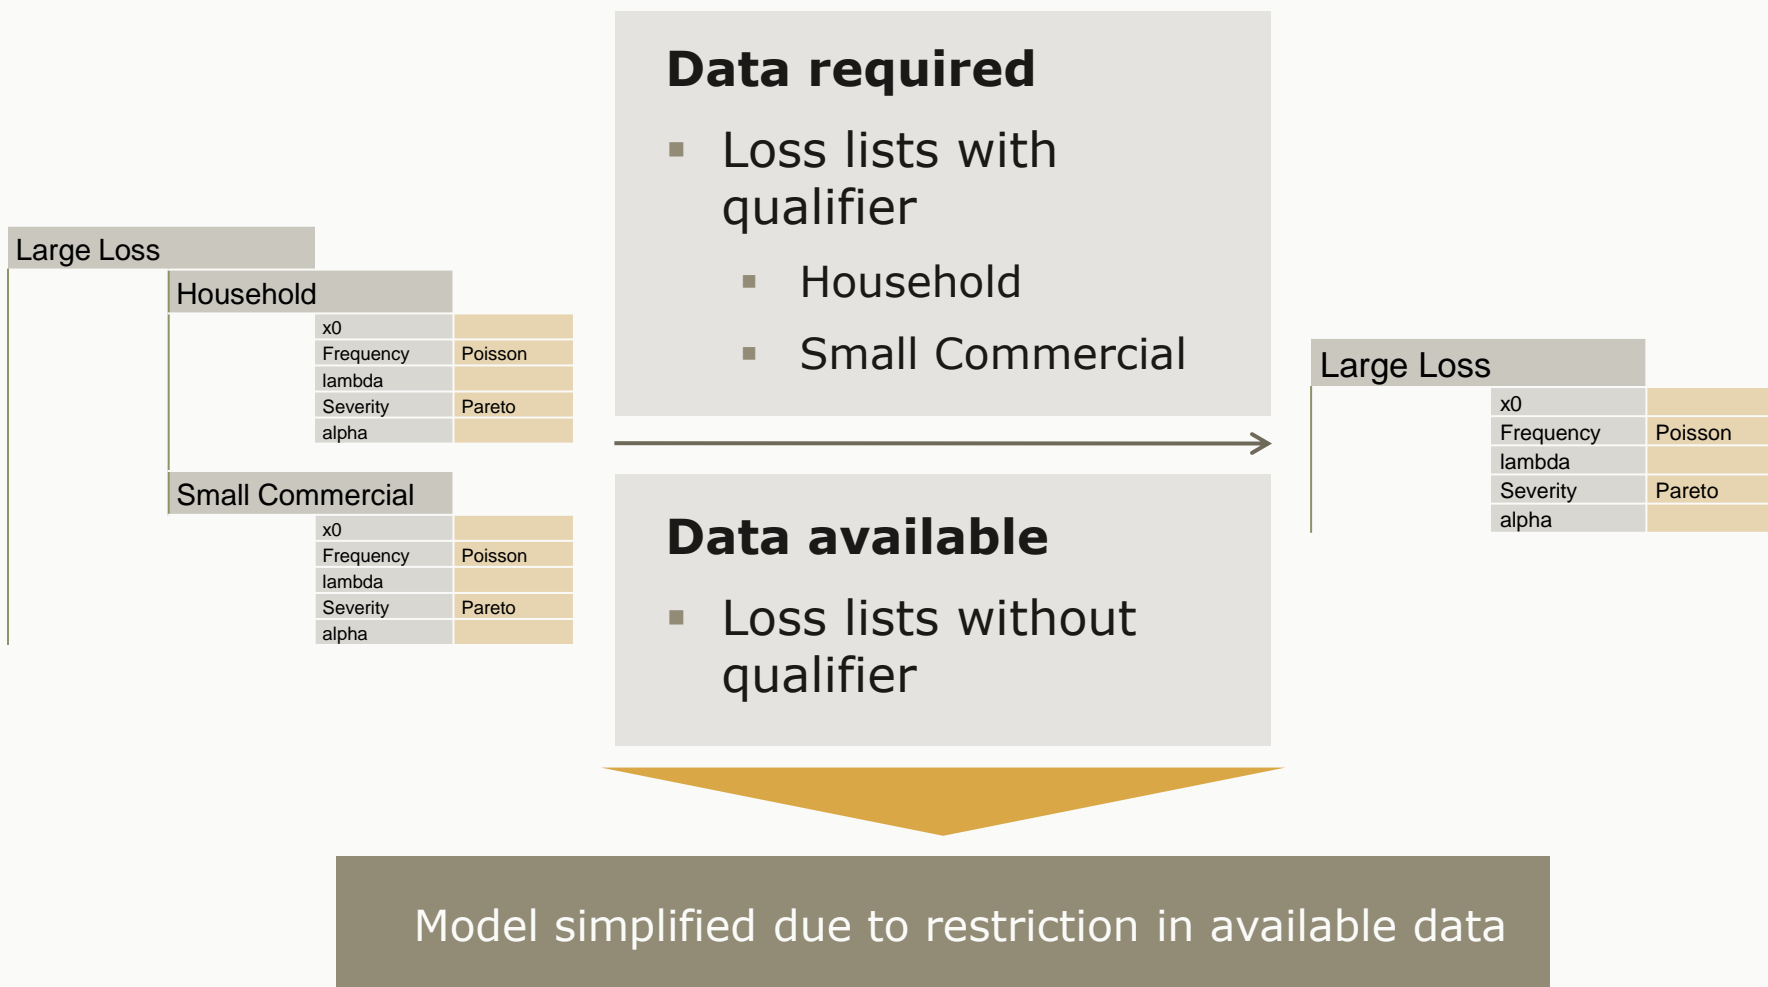 Large Loss
Household
x0
Frequency Poisson
lambda
Severity Pareto
alpha
Small Commercial
x0
Frequency Poisson
lambda
Severity Pareto
alpha
Data required
Loss lists with
qualifier
Household
Small Commercial
Data available
Loss lists without
qualifier
Large Loss
x0
Frequency Poisson
lambda
Severity Pareto
alpha
Model simplified due to restriction in available data